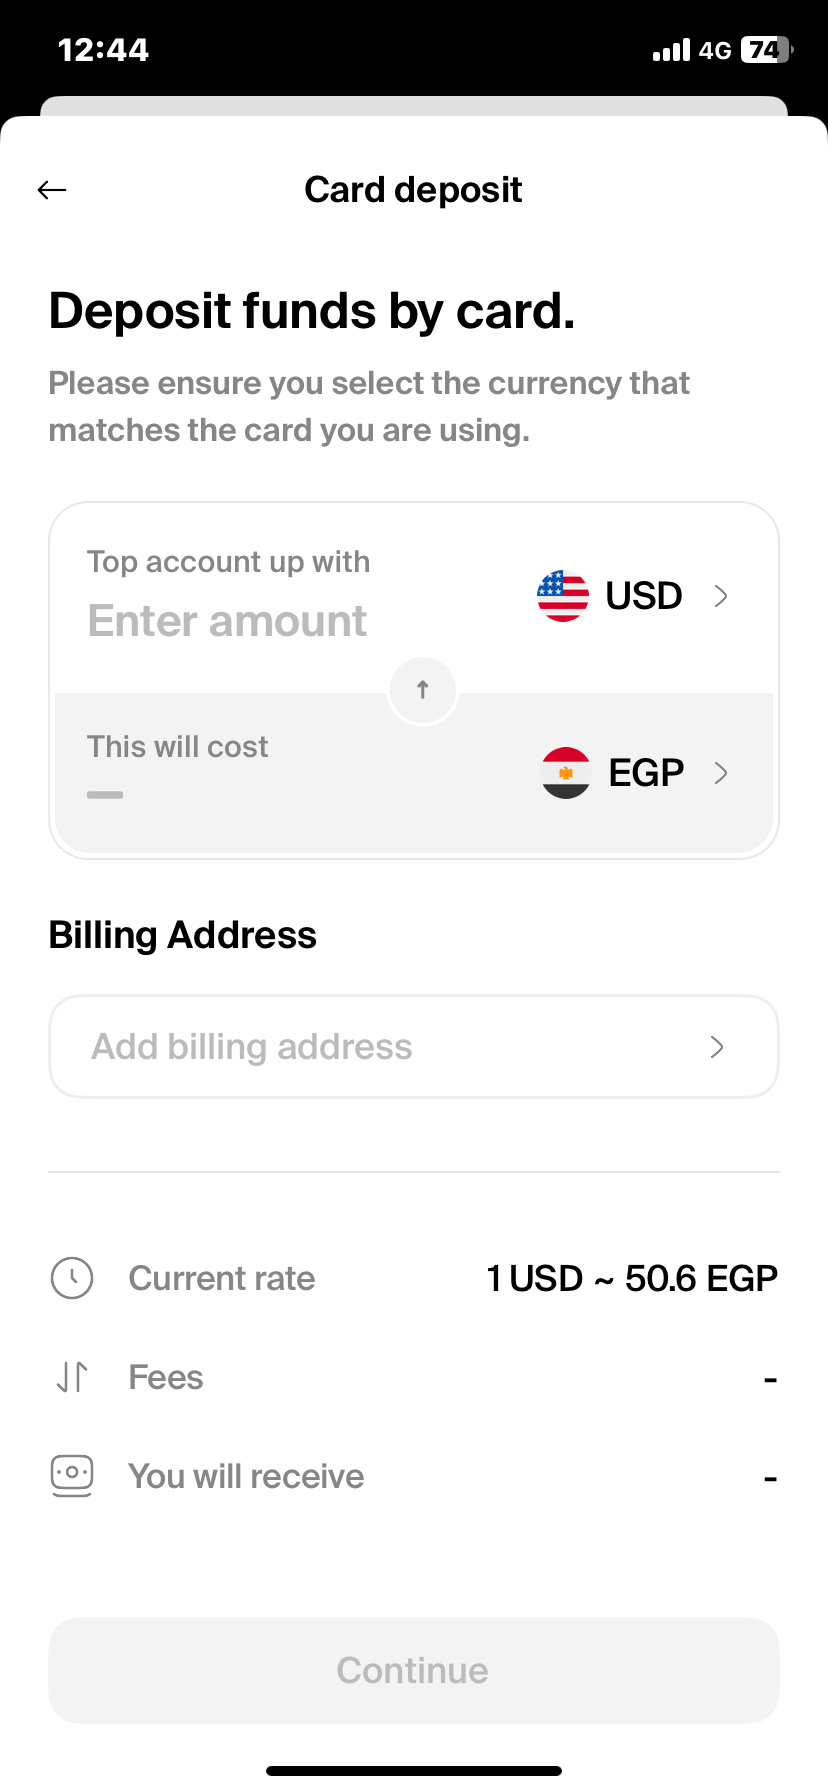 12:44
4G 74
Card deposit
Deposit funds by card.
Please ensure you select the currency that
matches the card you are using.
Top account up with
Enter amount
USD
This will cost
EGP
Billing Address
Add billing address
Current rate 1 USD ~ 50.6 EGP
Fees -
You will receive -
Continue